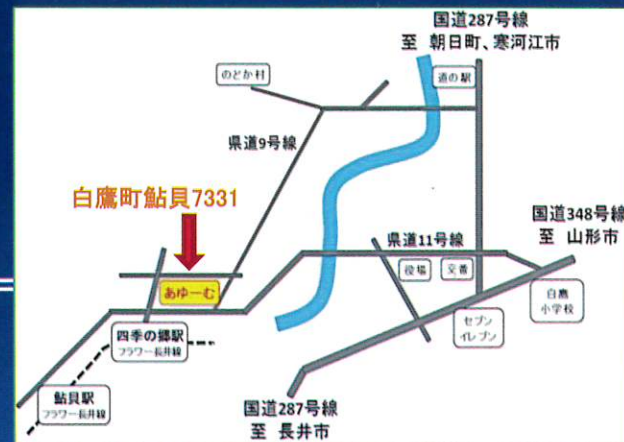 国道287号線
至 朝日町、寒河江市
のどか村
道の駅
県道9号線
白鷹町鮎貝7331
国道348号線
至 山形市
県道11号線
役場
交番
あゆーむ
白鷹
小学校
セブン
イレブン
四季の郷駅
フラワー長井線
鮎貝駅
フラワー長井線
国道287号線
至 長井市